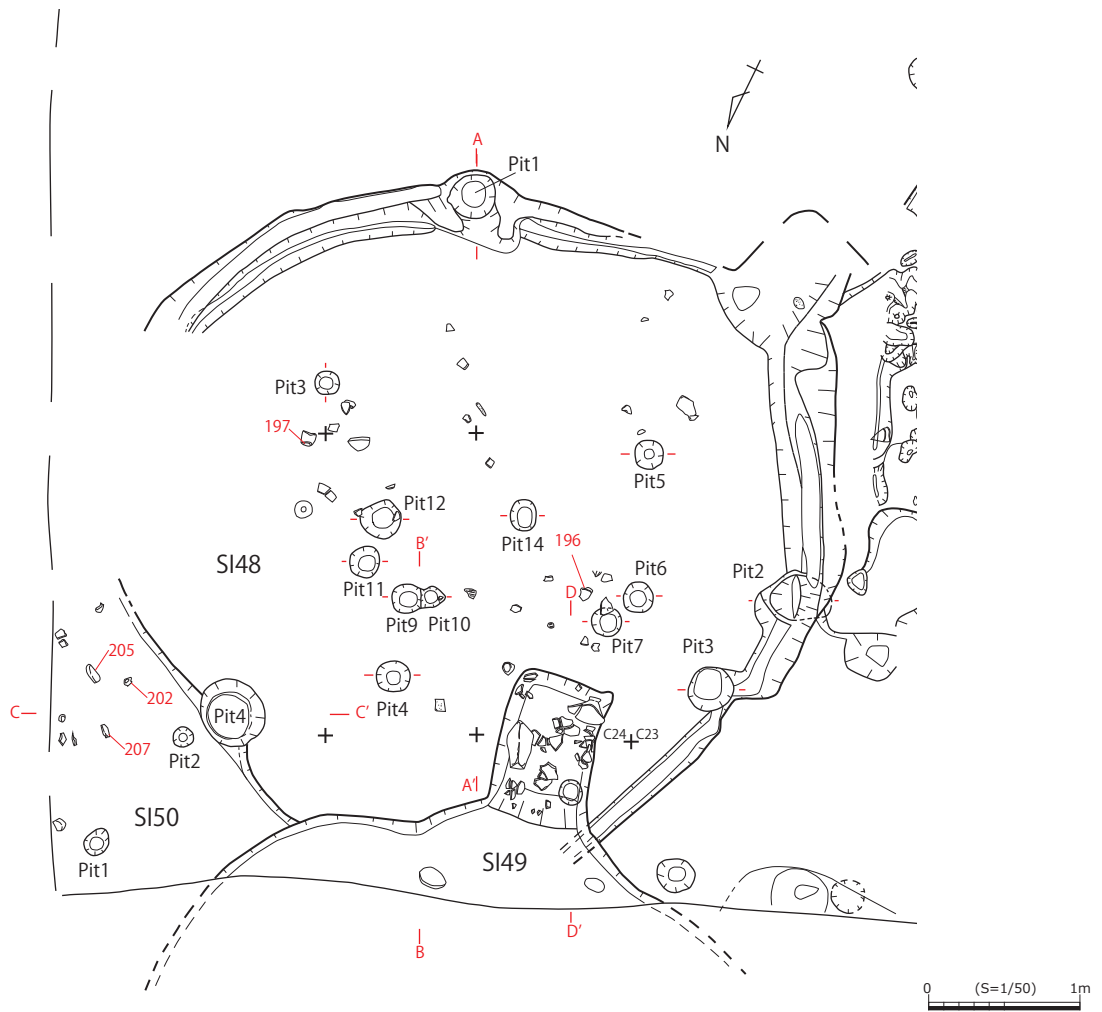 A
Pit1
N
Pit3
197
Pit5
Pit12
Pit14
B′
196
SI48
Pit11
D
Pit6
Pit2
Pit9
Pit10
Pit7
Pit3
205
202
C
Pit4
C′
Pit4
C24
C23
207
Pit2
A′
SI50
Pit1
SI49
D′
B
0 (S=1/50) 1m